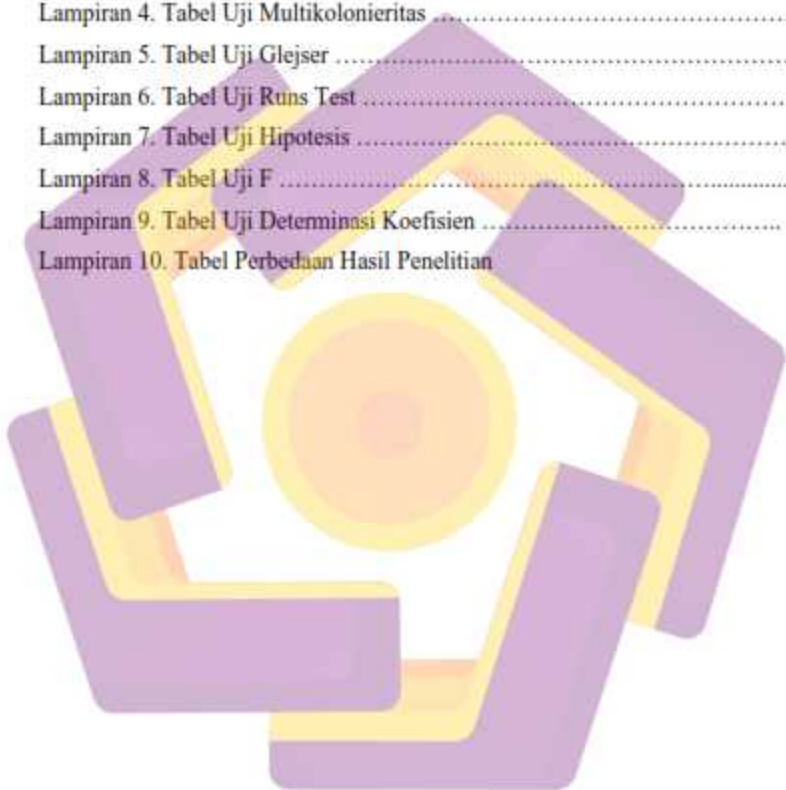 Lampiran 4. Tabel Uji Multikolonieritas ……………………………………
Lampiran 5. Tabel Uji Glejser ………………………………………………
Lampiran 6. Tabel Uji Runs Test ……………………………………………
Lampiran 7. Tabel Uji Hipotesis ……………………………………………
Lampiran 8. Tabel Uji F ………………………………………………............
Lampiran 9. Tabel Uji Determinasi Koefisien ………………………………..
Lampiran 10. Tabel Perbedaan Hasil Penelitian